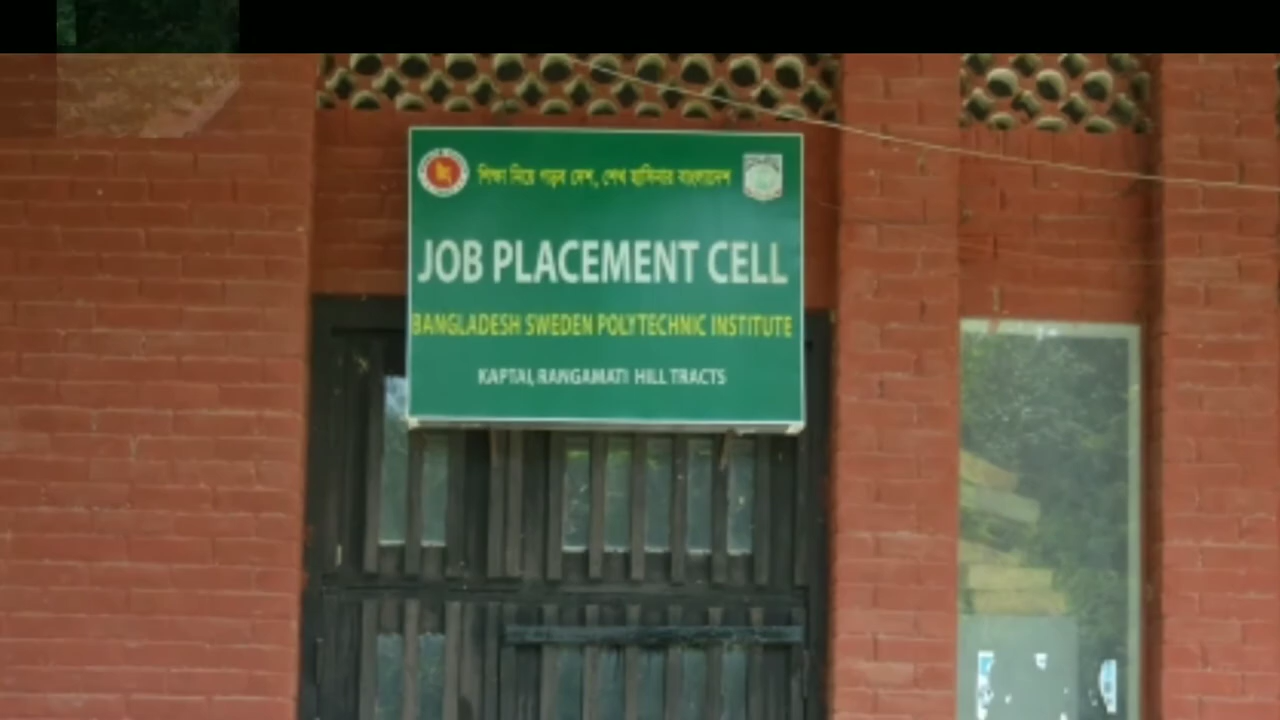 শিক্ষা নিয়ে গড়ব দেশ, শেখ হাসিনার বাংলাদেশ
JOB PLACEMENT CELL
BANGLADESH SWEDEN POLYTECHNIC INSTITUTE
KAPTAI, RANGAMATI HILL TRACTS